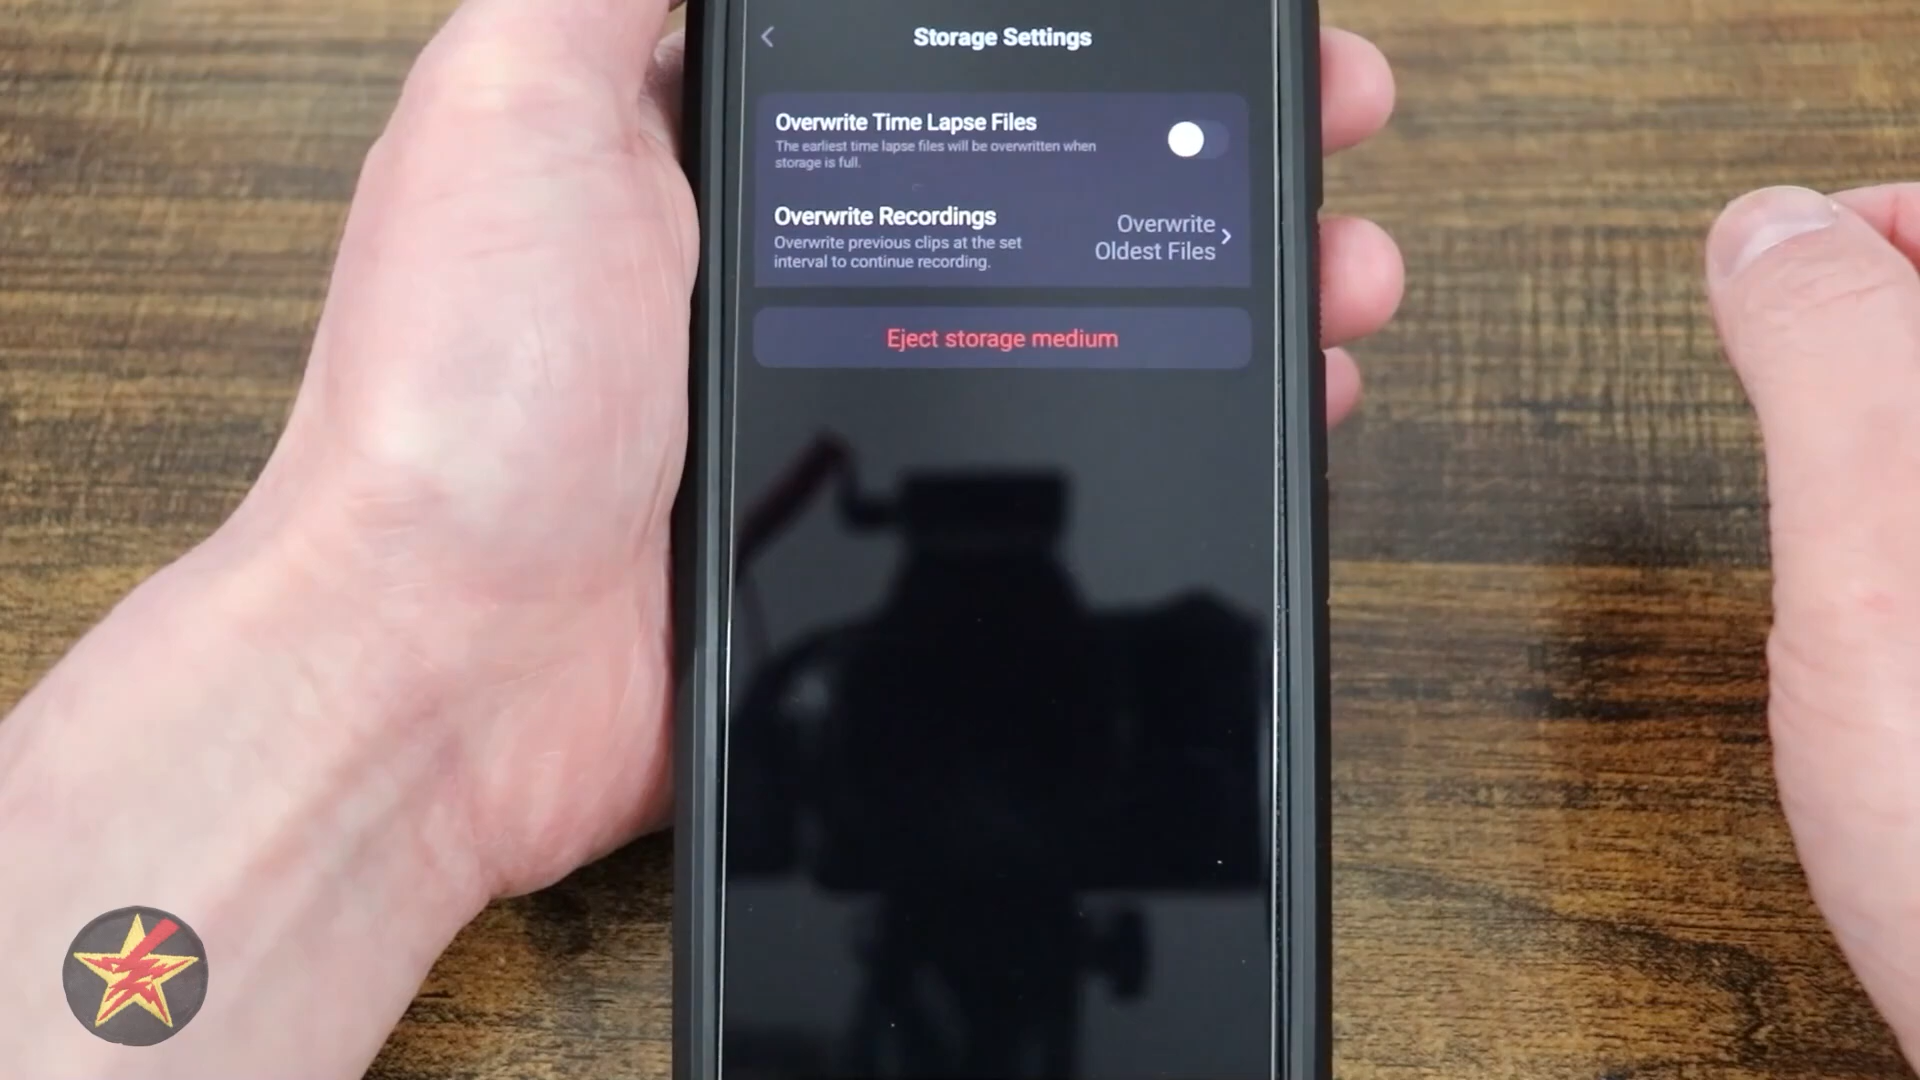 Storage Settings
Overwrite Time Lapse Files
The earliest time lapse files will be overwritten when
storage is full.
Overwrite Recordings
Overwrite previous clips at the set
interval to continue recording.
Overwrite
Oldest Files
Eject storage medium